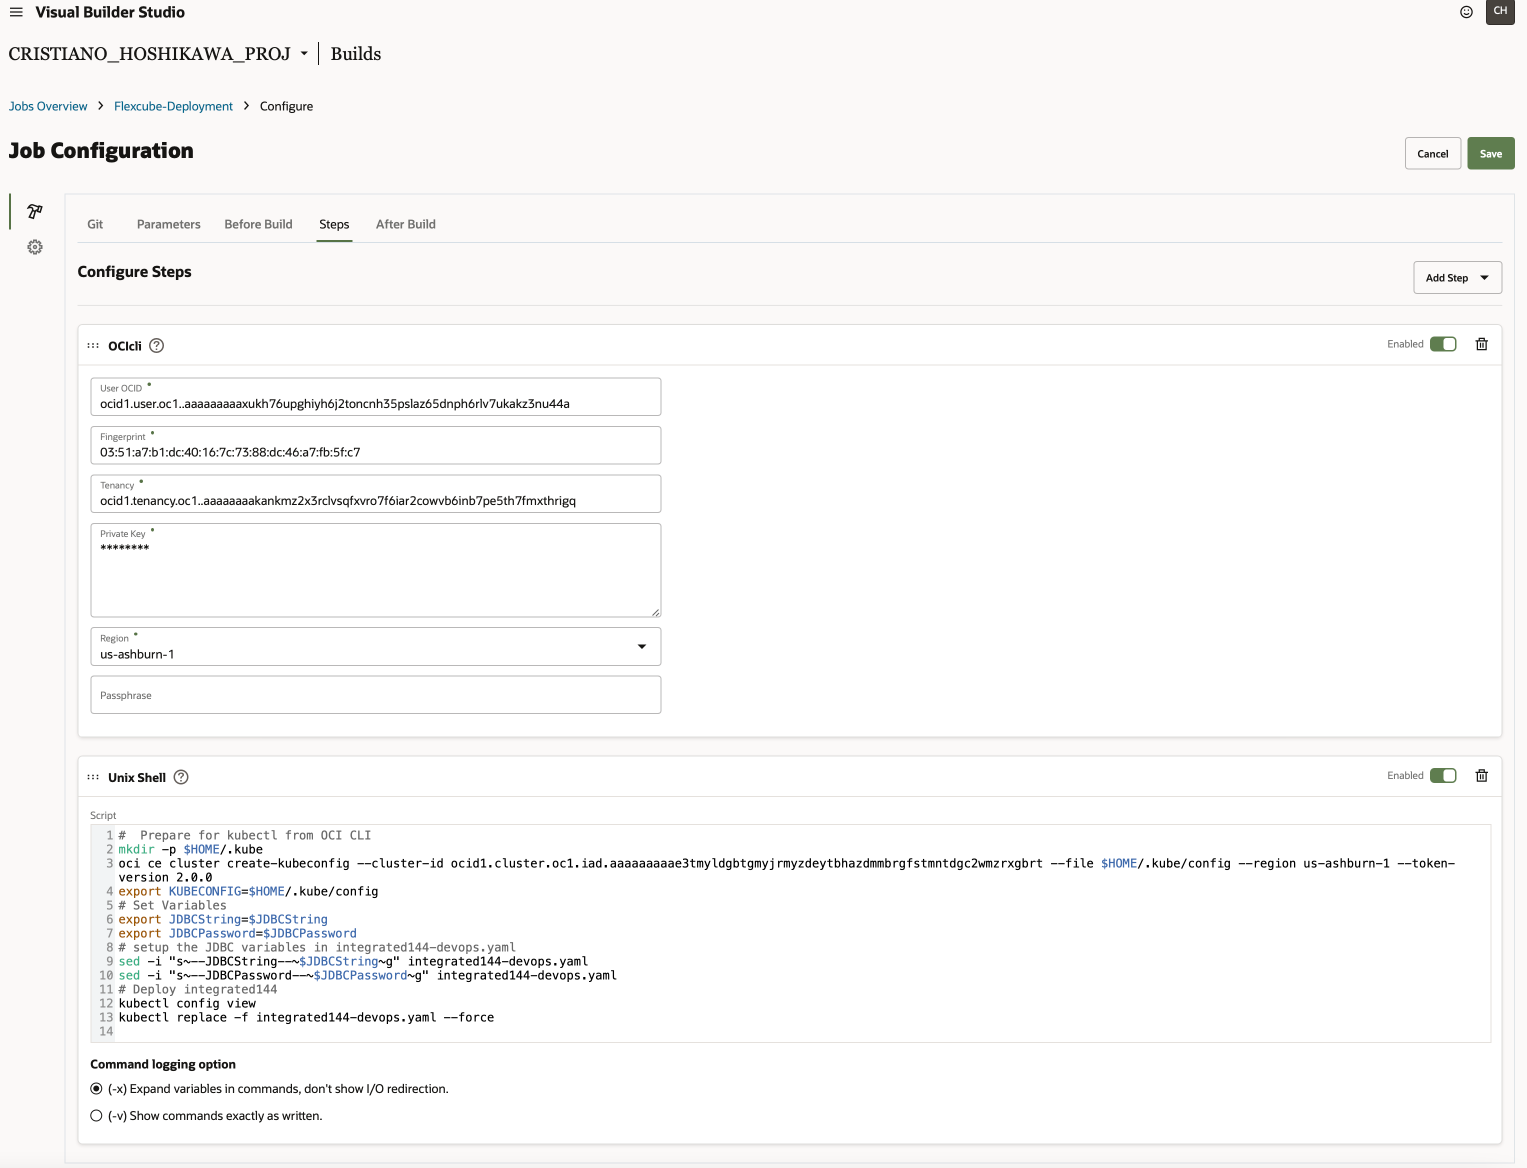 Visual Builder Studio
CH
CRISTIANO_HOSHIKAWA_PROJ Builds
Jobs Overview > Flexcube-Deployment > Configure
Job Configuration
Cancel Save
Git Parameters Before Build Steps After Build
Configure Steps
Add Step
OCIcli ?
Enabled
User OCID
ocid1.user.oc1..aaaaaaaaaxukh76upghiyh6j2toncnh35pslaz65dnph6rlv7ukakz3nu44a
Fingerprint
03:51:a7:b1:dc:40:16:7c:73:88:dc:46:a7:fb:5f:c7
Tenancy
ocid1.tenancy.oc1..aaaaaaaakankmz2x3rclvsqfxvro7f6iar2cowvb6inb7pe5th7fmxthrigq
Private Key
********
Region
us-ashburn-1
Passphrase
Unix Shell ?
Enabled
Script
1 #  Prepare for kubectl from OCI CLI
2 mkdir -p $HOME/.kube
3 oci ce cluster create-kubeconfig --cluster-id ocid1.cluster.oc1.iad.aaaaaaaaae3tmyldgbtgmyjrmyzdeytbhazdmmbrgfstmntdgc2wmzrxgbrt --file $HOME/.kube/config --region us-ashburn-1 --token-
version 2.0.0
4 export KUBECONFIG=$HOME/.kube/config
5 # Set Variables
6 export JDBCString=$JDBCString
7 export JDBCPassword=$JDBCPassword
8 # setup the JDBC variables in integrated144-devops.yaml
9 sed -i "s~--JDBCString--~$JDBCString~g" integrated144-devops.yaml
10 sed -i "s~--JDBCPassword--~$JDBCPassword~g" integrated144-devops.yaml
11 # Deploy integrated144
12 kubectl config view
13 kubectl replace -f integrated144-devops.yaml --force
14
Command logging option
(-x) Expand variables in commands, don't show I/O redirection.
(-v) Show commands exactly as written.